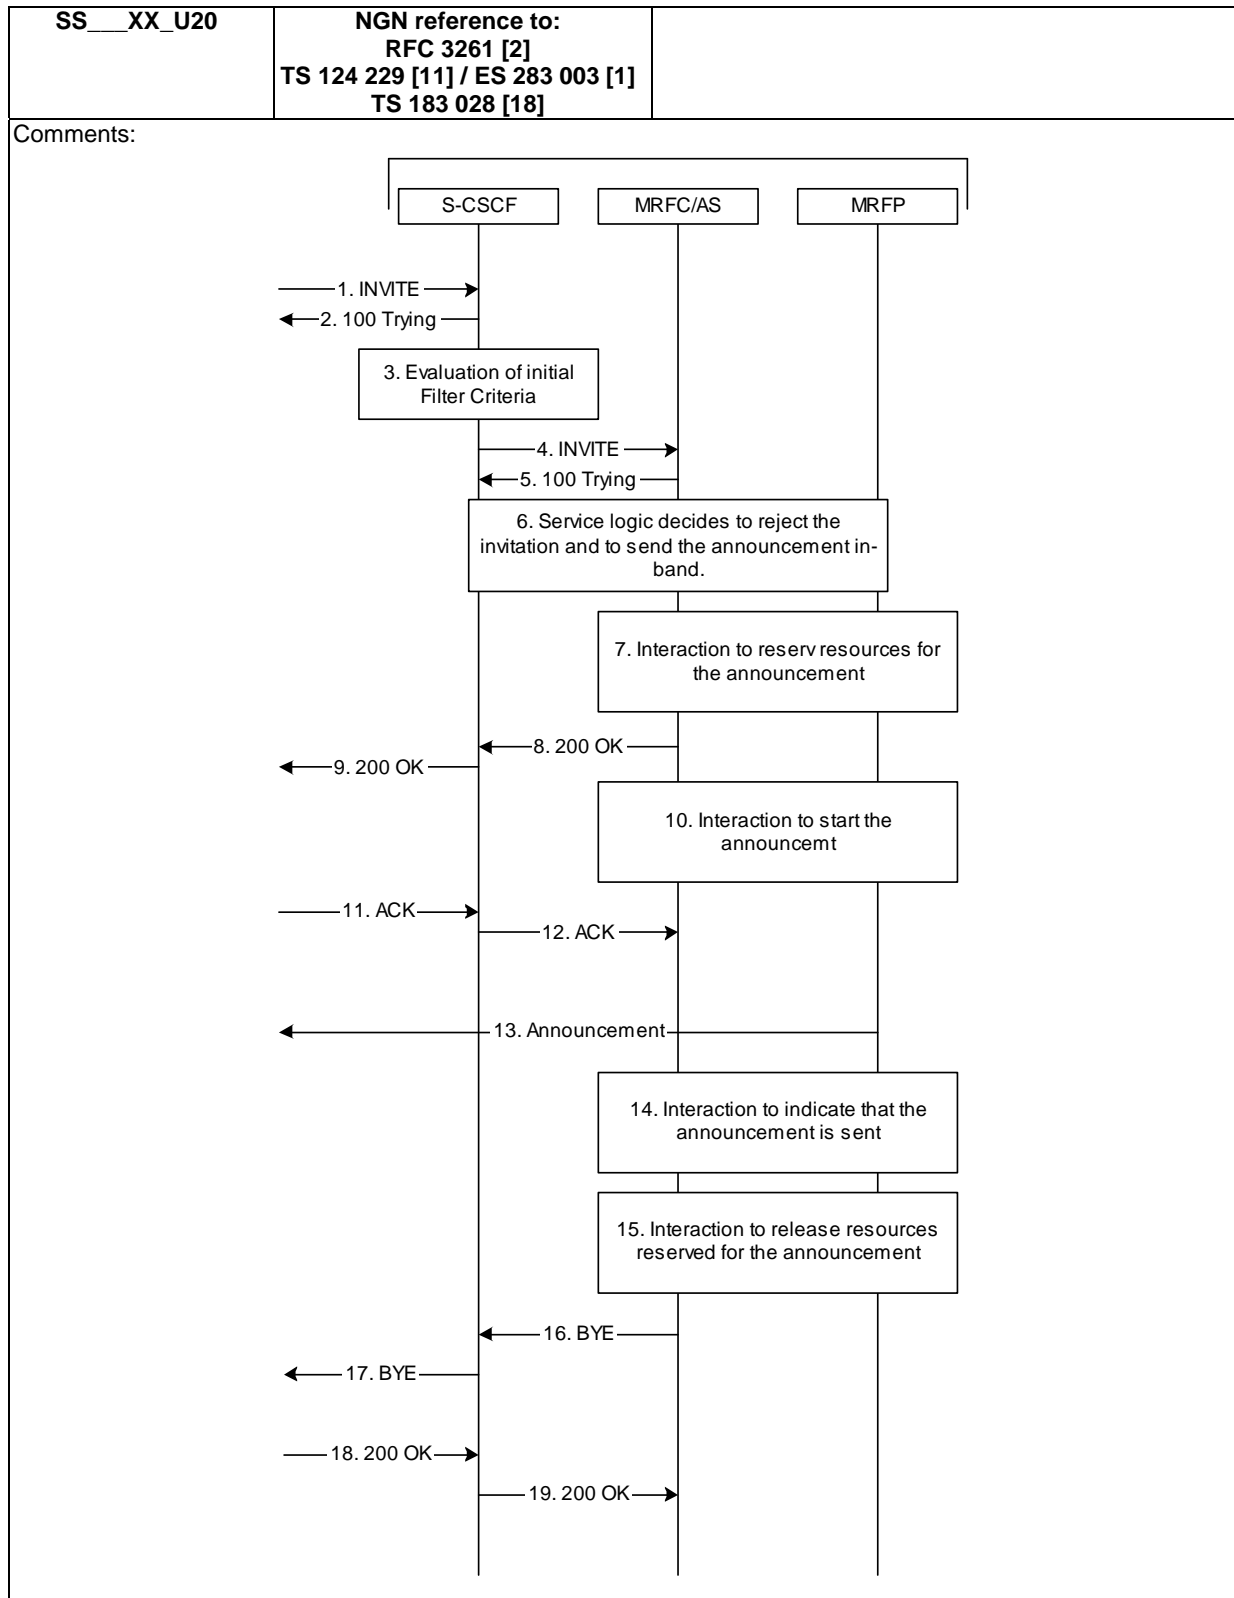 SS___XX_U20
NGN reference to:
RFC 3261 [2]
TS 124 229 [11] / ES 283 003 [1]
TS 183 028 [18]
Comments:
S-CSCF
MRFC/AS
MRFP
1. INVITE
2. 100 Trying
3. Evaluation of initial
Filter Criteria
4. INVITE
5. 100 Trying
6. Service logic decides to reject the
invitation and to send the announcement in-
band.
7. Interaction to reserv resources for
the announcement
8. 200 OK
9. 200 OK
10. Interaction to start the
announcemt
11. ACK
12. ACK
13. Announcement
14. Interaction to indicate that the
announcement is sent
15. Interaction to release resources
reserved for the announcement
16. BYE
17. BYE
18. 200 OK
19. 200 OK